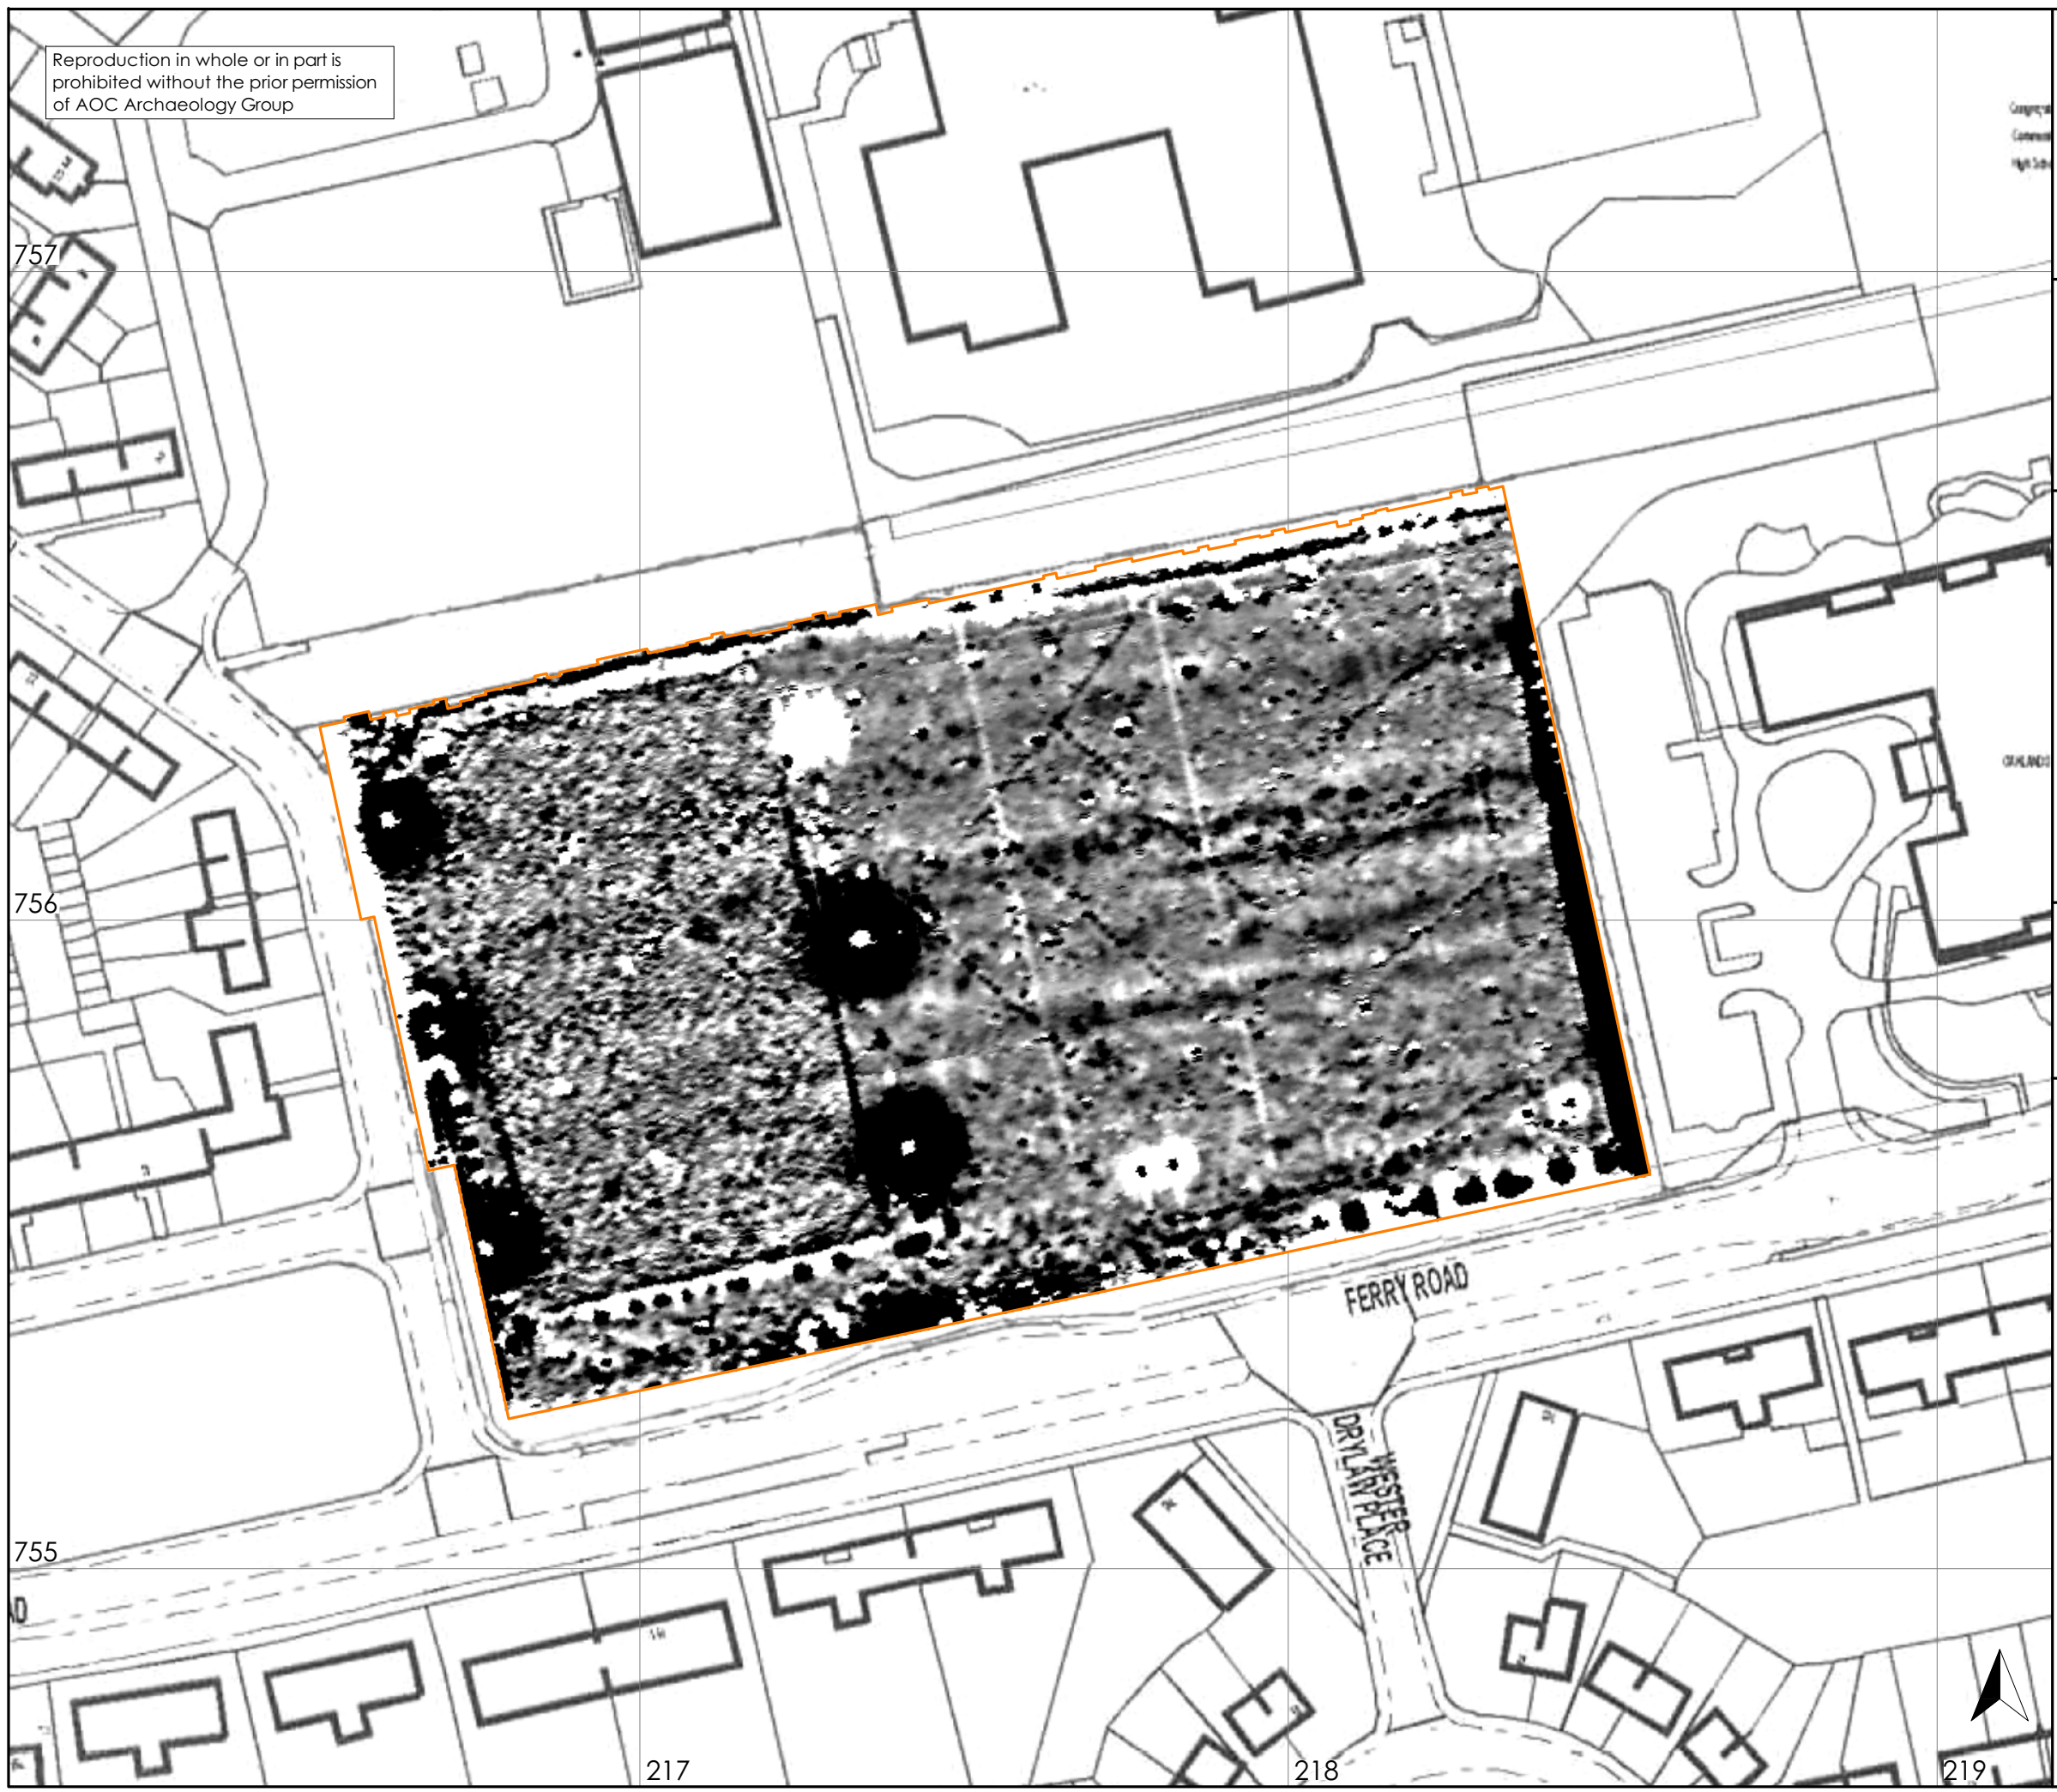 Reproduction in whole or in part is
prohibited without the prior permission
of AOC Archaeology Group
757
756
FERRY ROAD
WESTER
DRYLAW PLACE
755
217
218
219